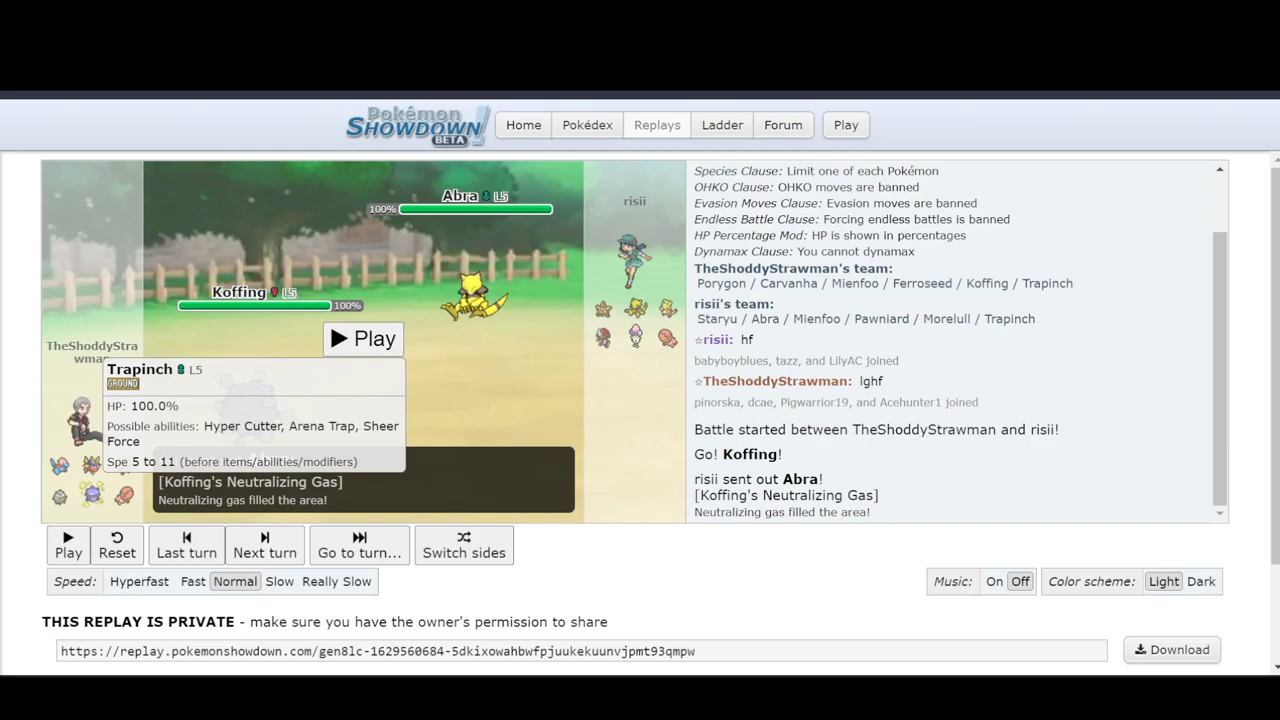 Pokémon
SHOWDOWN!
BETA
Home
Pokédex
Replays
Ladder
Forum
Play
Abra L5
100%
Koffing L5
100%
Play
TheShoddyStra
wman
Trapinch L5
GROUND
HP: 100.0%
Possible abilities: Hyper Cutter, Arena Trap, Sheer
Force
Spe 5 to 11 (before items/abilities/modifiers)
[Koffing's Neutralizing Gas]
Neutralizing gas filled the area!
risii
Species Clause: Limit one of each Pokémon
OHKO Clause: OHKO moves are banned
Evasion Moves Clause: Evasion moves are banned
Endless Battle Clause: Forcing endless battles is banned
HP Percentage Mod: HP is shown in percentages
Dynamax Clause: You cannot dynamax
TheShoddyStrawman's team:
Porygon / Carvanha / Mienfoo / Ferroseed / Koffing / Trapinch
risii's team:
Staryu / Abra / Mienfoo / Pawniard / Morelull / Trapinch
☆risii: hf
babyboyblues, tazz, and LilyAC joined
☆TheShoddyStrawman: lghf
pinorska, dcae, Pigwarrior19, and Acehunter1 joined
Battle started between TheShoddyStrawman and risii!
Go! Koffing!
risii sent out Abra!
[Koffing's Neutralizing Gas]
Neutralizing gas filled the area!
Play
Reset
Last turn
Next turn
Go to turn...
Switch sides
Speed: Hyperfast Fast Normal Slow Really Slow
Music: On Off
Color scheme: Light Dark
THIS REPLAY IS PRIVATE - make sure you have the owner's permission to share
https://replay.pokemonshowdown.com/gen8lc-1629560684-5dkixowahbwfpjuukekuunvjpmt93qmpw
Download